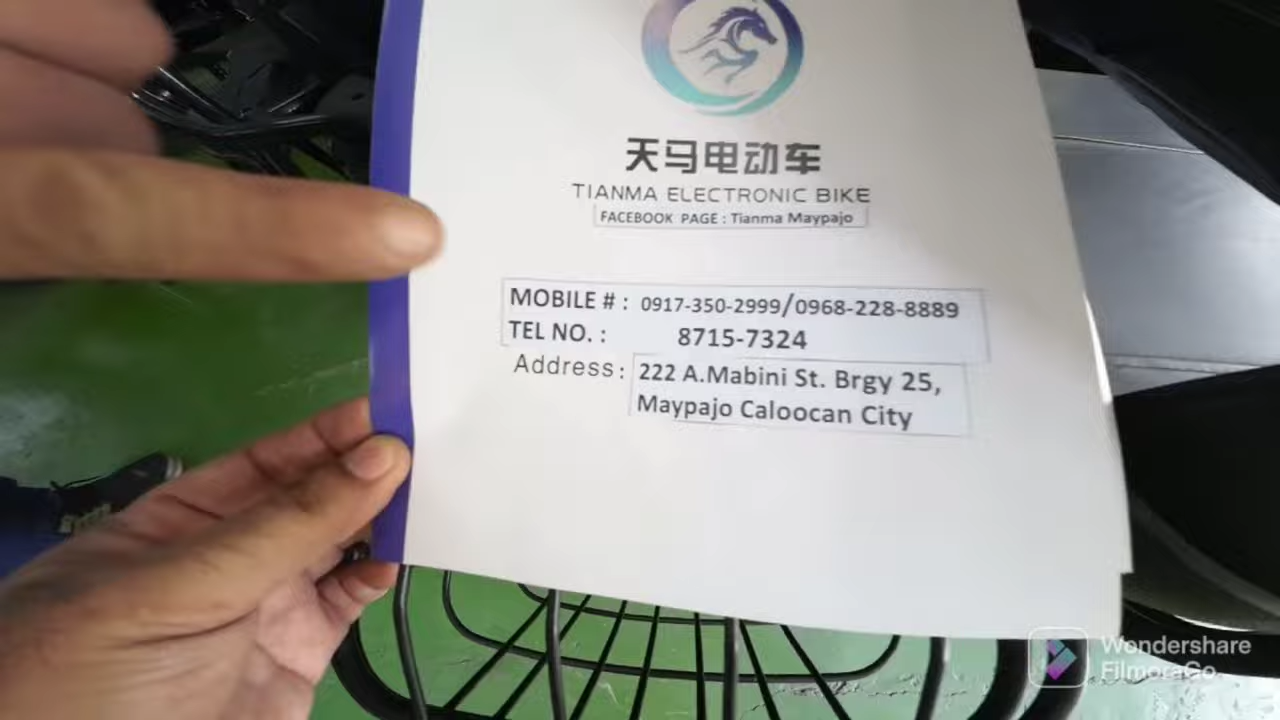 天马电动车
TIANMA ELECTRONIC BIKE
FACEBOOK PAGE : Tianma Maypajo
MOBILE # : 0917-350-2999/0968-228-8889
TEL NO. : 8715-7324
Address: 222 A.Mabini St. Brgy 25,
Maypajo Caloocan City
Wondershare
FilmoraGo